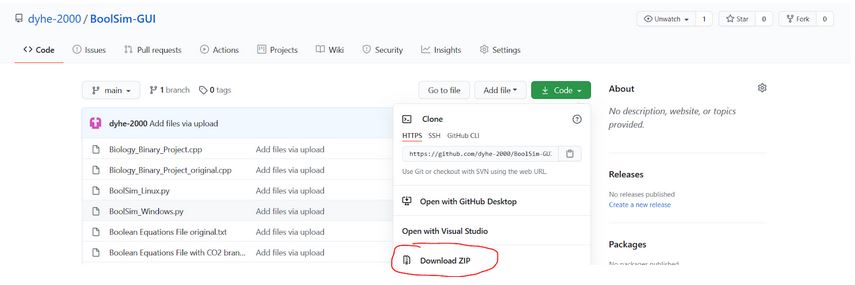 dyhe-2000 / BoolSim-GUI
Unwatch 1 Star 0 Fork 0
Code Issues Pull requests Actions Projects Wiki Security Insights Settings
main 1 branch 0 tags Go to file Add file Code
dyhe-2000 Add files via upload
Biology_Binary_Project.cpp Add files via upload
Biology_Binary_Project_original.cpp Add files via upload
BoolSim_Linux.py Add files via upload
BoolSim_Windows.py Add files via upload
Boolean Equations File original.txt Add files via upload
Boolean Equations File with CO2 bran... Add files via upload
Clone
HTTPS SSH GitHub CLI
https://github.com/dyhe-2000/BoolSim-GU
Use Git or checkout with SVN using the web URL.
Open with GitHub Desktop
Open with Visual Studio
Download ZIP
About
No description, website, or topics
provided.
Releases
No releases published
Create a new release
Packages
No packages published